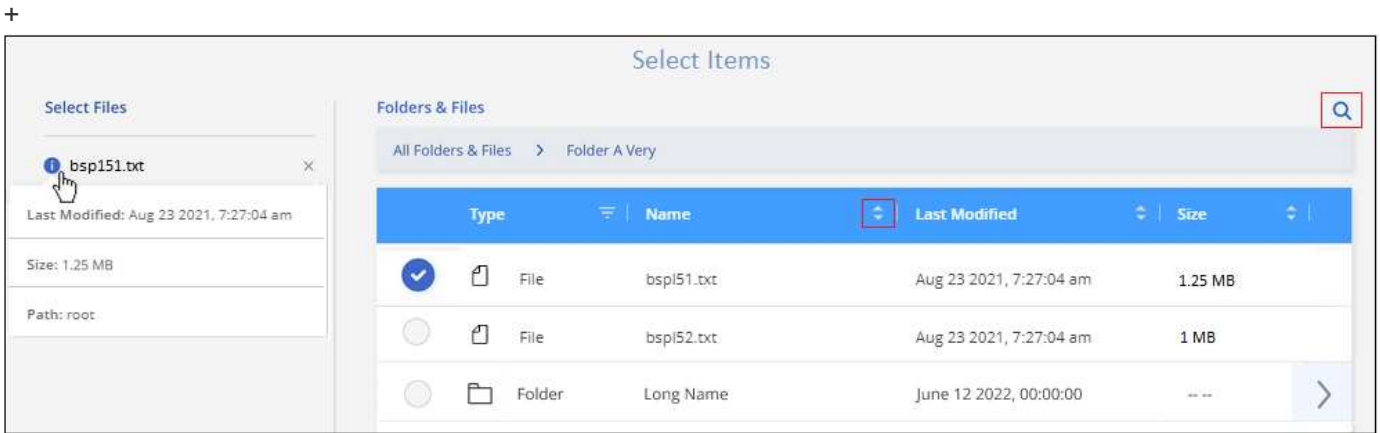 +
Select Items
Select Files
bsp151.txt
Last Modified: Aug 23 2021, 7:27:04 am
Size: 1.25 MB
Path: root
Folders & Files
All Folders & Files > Folder A Very
Type Name Last Modified Size
File bspl51.txt Aug 23 2021, 7:27:04 am 1.25 MB
File bspl52.txt Aug 23 2021, 7:27:04 am 1 MB
Folder Long Name June 12 2022, 00:00:00 -- --